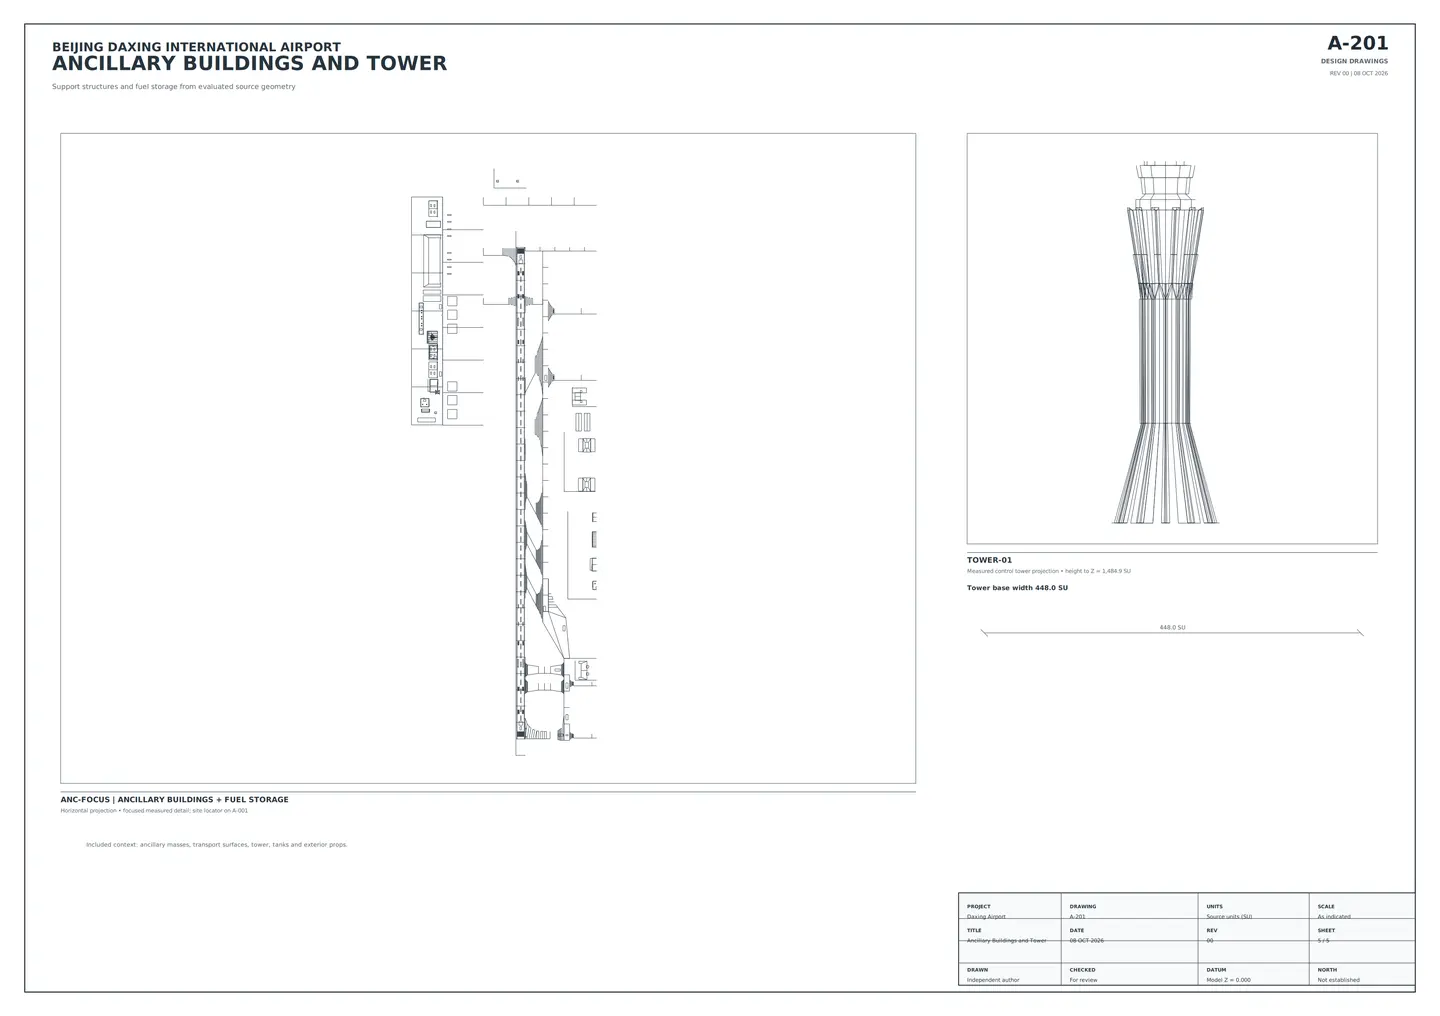 BEIJING DAXING INTERNATIONAL AIRPORT
ANCILLARY BUILDINGS AND TOWER
Support structures and fuel storage from evaluated source geometry
A-201
DESIGN DRAWINGS
REV 00 | 08 OCT 2026
TOWER-01
Measured control tower projection • height to Z = 1,484.9 SU
Tower base width 448.0 SU
448.0 SU
ANC-FOCUS | ANCILLARY BUILDINGS + FUEL STORAGE
Horizontal projection • focused measured detail; site locator on A-001
Included context: ancillary masses, transport surfaces, tower, tanks and exterior props.
PROJECT DRAWING UNITS SCALE
Daxing Airport A-201 Source units (SU) As indicated
TITLE DATE REV SHEET
Ancillary Buildings and Tower 08 OCT 2026 00 5 / 5
DRAWN CHECKED DATUM NORTH
Independent author For review Model Z = 0.000 Not established